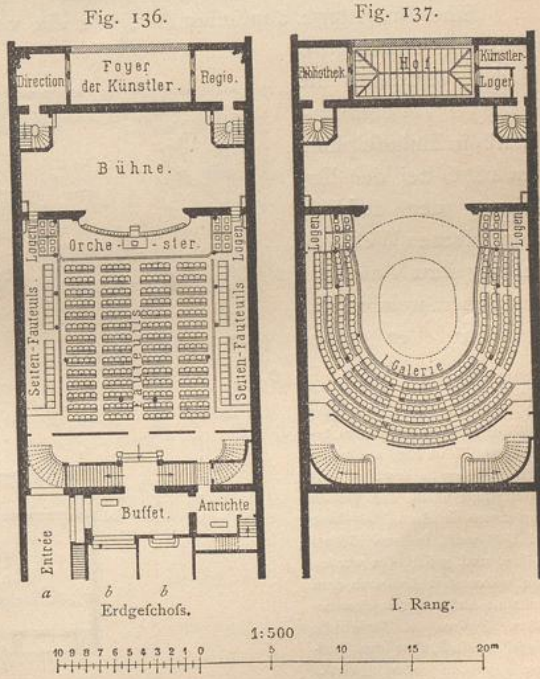 Fig. 136.
Direction
Foyer
der Künstler.
Regie.
Bühne.
Logen
Orche-
ster.
Logen
Seiten-Fauteuils.
Fauteuils
Seiten-Fauteuils
Buffet.
Anrichte
Entrée
a
b
b
Erdgeſchoſs.
Fig. 137.
Bibliothek
Hof
Künstler-
Logen
Logen
Logen
I. Galerie
I. Rang.
1:500
10 9 8 7 6 5 4 3 2 1 0 5 10 15 20m